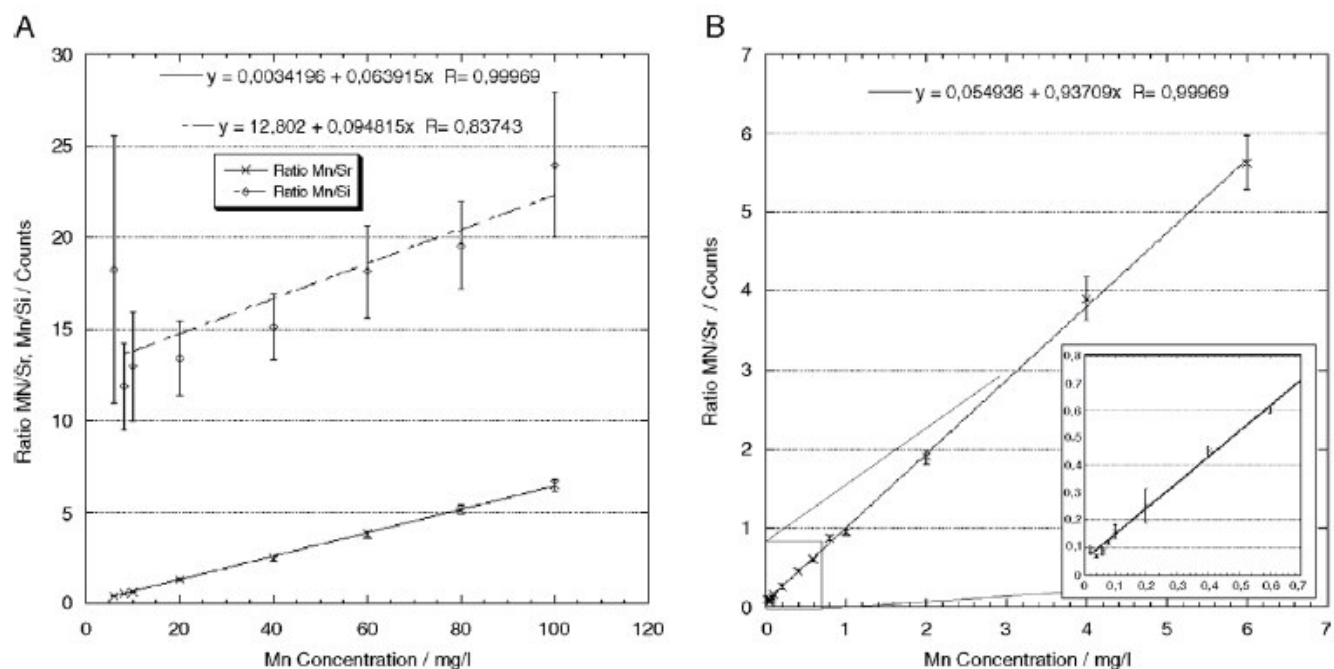 A
y = 0,0034196 + 0,063915x R= 0,99969
y = 12,802 + 0,094815x R= 0,83743
Ratio Mn/Sr
Ratio Mn/Si
Ratio MN/Sr, Mn/Si / Counts
30
25
20
15
10
5
0
0 20 40 60 80 100 120
Mn Concentration / mg/l
B
y = 0,054936 + 0,93709x R= 0,99969
Ratio MN/Sr / Counts
7
6
5
4
3
2
1
0
0 1 2 3 4 5 6 7
Mn Concentration / mg/l
0,8
0,7
0,6
0,5
0,4
0,3
0,2
0,1
0
0 0,1 0,2 0,3 0,4 0,5 0,6 0,7